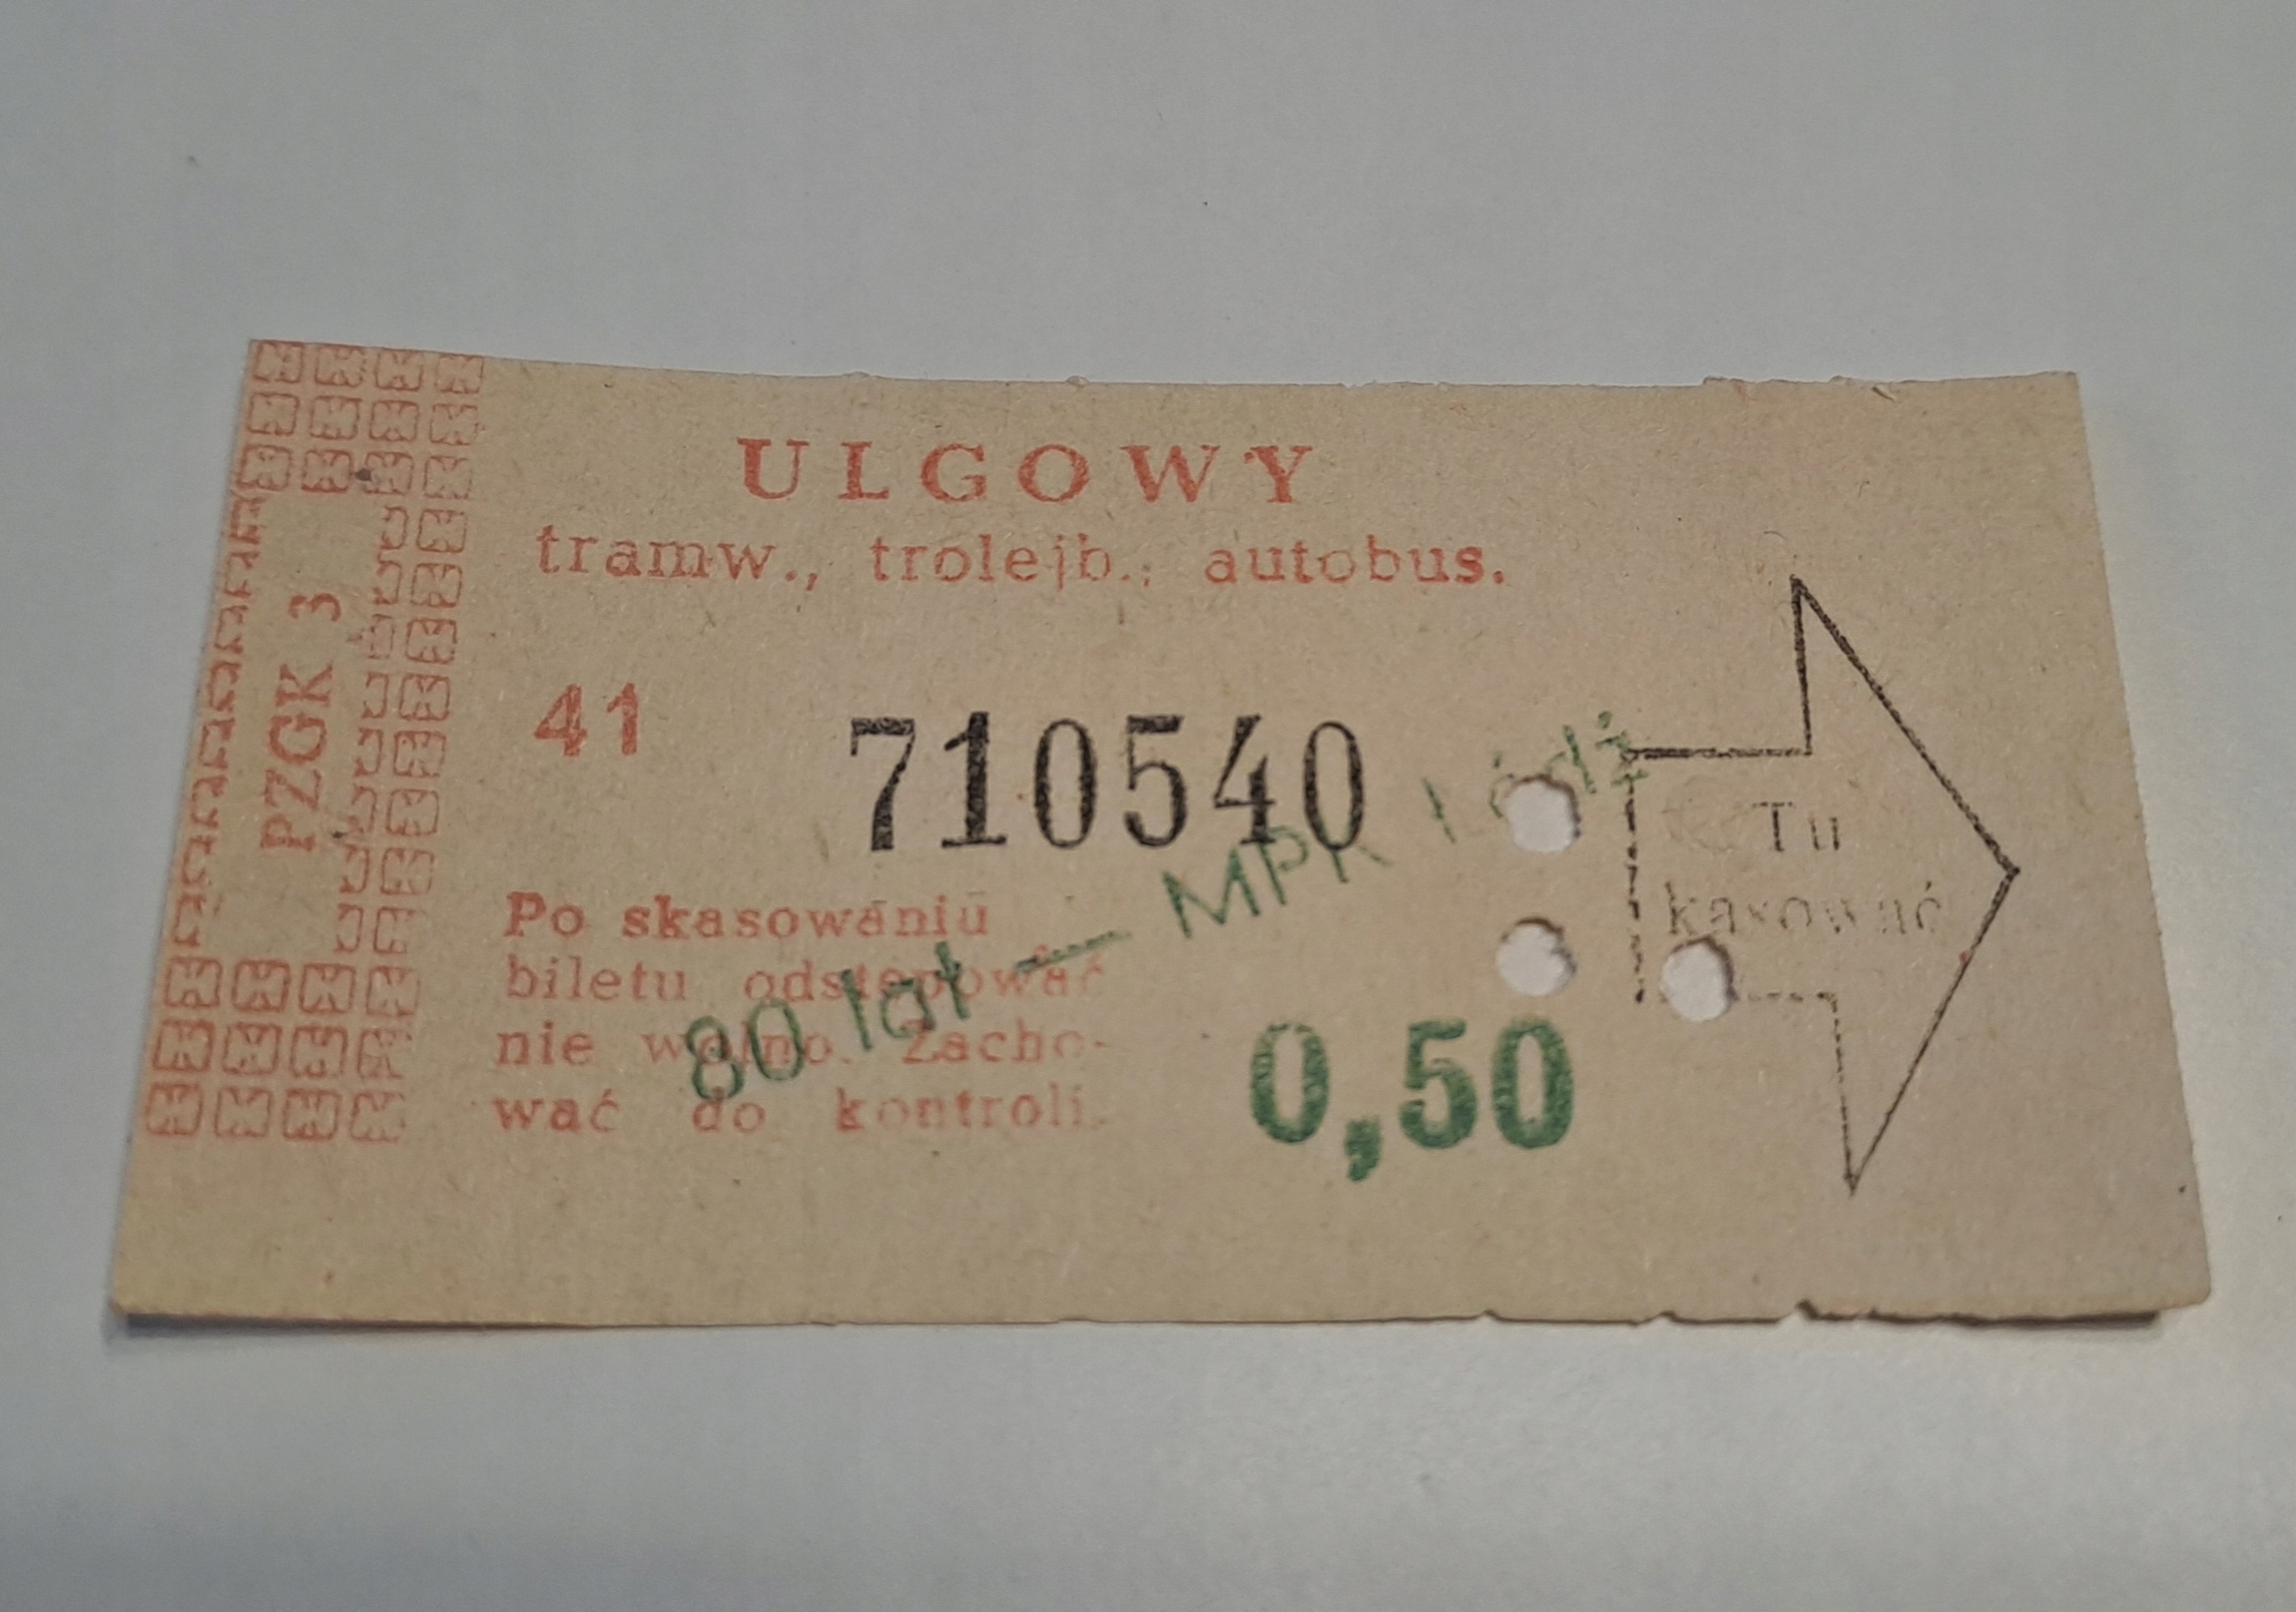 ULGOWY
tramw., trolejb., autobus.
PZGK 3
41
710540
80 lat — MPK Łódź
Po skasowaniu
biletu odstępować
nie wolno. Zacho-
wać do kontroli.
0,50
Tu
kasować